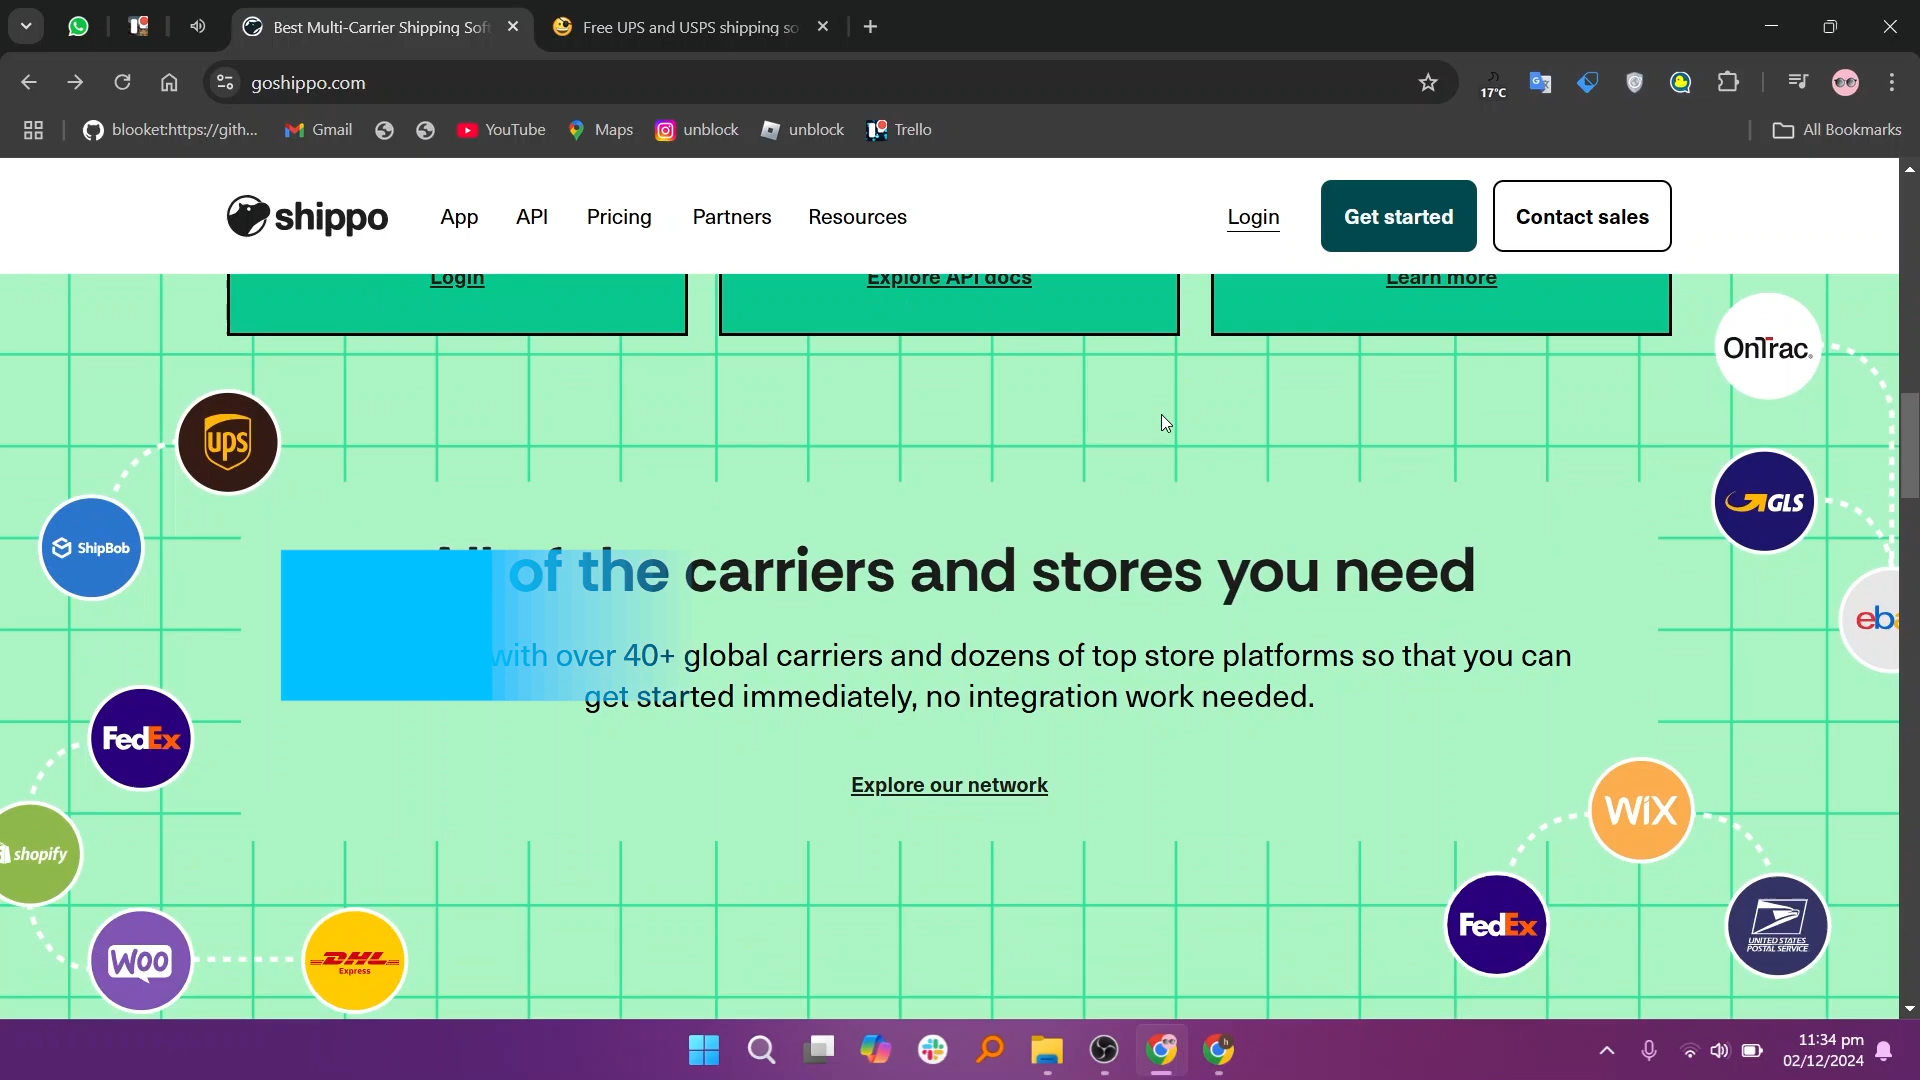 Best Multi-Carrier Shipping Sof
Free UPS and USPS shipping so
goshippo.com
17°C
blooket:https://gith...
Gmail
YouTube
Maps
unblock
unblock
Trello
All Bookmarks
shippo
App
API
Pricing
Partners
Resources
Login
Get started
Contact sales
Login
Explore API docs
Learn more
OnTrac
ups
GLS
ShipBob
of the carriers and stores you need
with over 40+ global carriers and dozens of top store platforms so that you can
get started immediately, no integration work needed.
eba
FedEx
Explore our network
WIX
shopify
FedEx
UNITED STATES
POSTAL SERVICE
WOO
DHL
Express
11:34 pm
02/12/2024